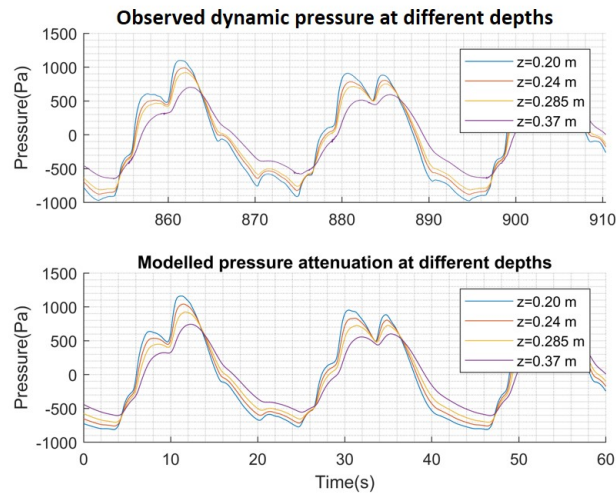 Observed dynamic pressure at different depths
1500
1000
500
0
-500
-1000
Pressure(Pa)
z=0.20 m
z=0.24 m
z=0.285 m
z=0.37 m
860 870 880 890 900 910
Modelled pressure attenuation at different depths
1500
1000
500
0
-500
-1000
Pressure(Pa)
z=0.20 m
z=0.24 m
z=0.285 m
z=0.37 m
0 10 20 30 40 50 60
Time(s)